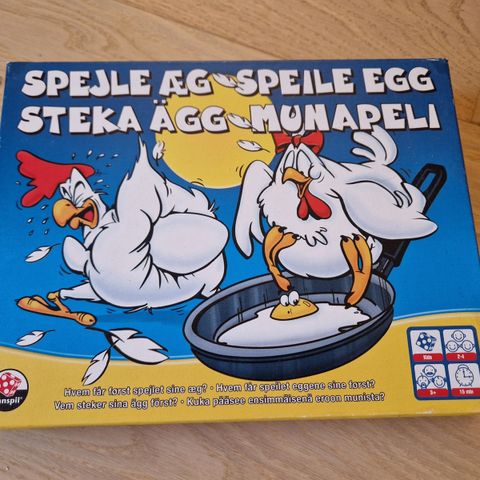 SPEJLE ÆG SPEILE EGG
STEKA ÄGG MUNAPELI
Hvem får først spejlet sine æg? • Hvem får speilet eggene sine først?
Vem steker sina ägg först? • Kuka pääsee ensimmäisenä eroon munista?
Kids
2-4
5+
15 min